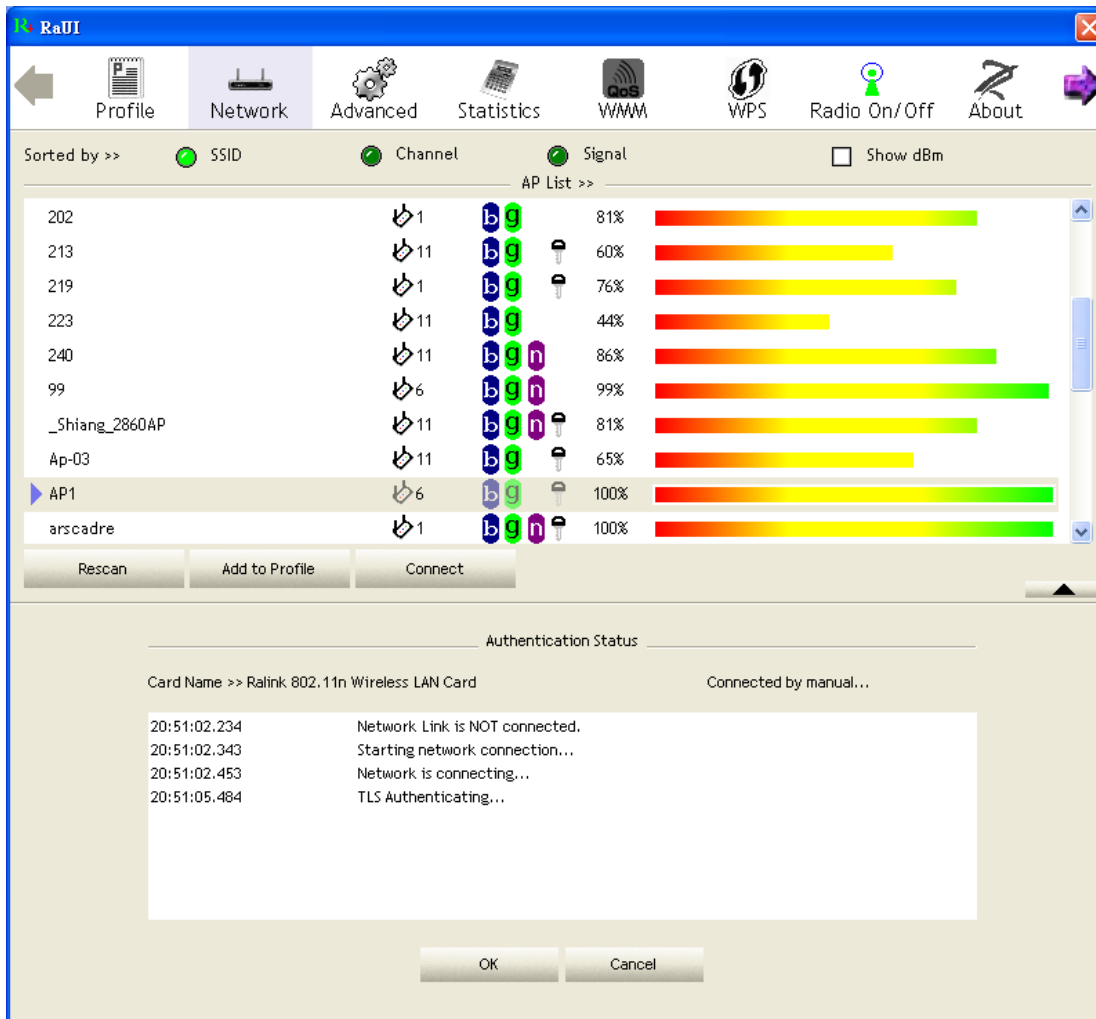 RaUI
Profile Network Advanced Statistics QoS WMM WPS Radio On/Off About
Sorted by >> SSID Channel Signal Show dBm
AP List >>
202 1 b g 81%
213 11 b g 60%
219 1 b g 76%
223 11 b g 44%
240 11 b g n 86%
99 6 b g n 99%
_Shiang_2860AP 11 b g n 81%
Ap-03 11 b g 65%
AP1 6 b g 100%
arscadre 1 b g n 100%
Rescan Add to Profile Connect
Authentication Status
Card Name >> Ralink 802.11n Wireless LAN Card Connected by manual...
20:51:02.234 Network Link is NOT connected.
20:51:02.343 Starting network connection...
20:51:02.453 Network is connecting...
20:51:05.484 TLS Authenticating...
OK Cancel